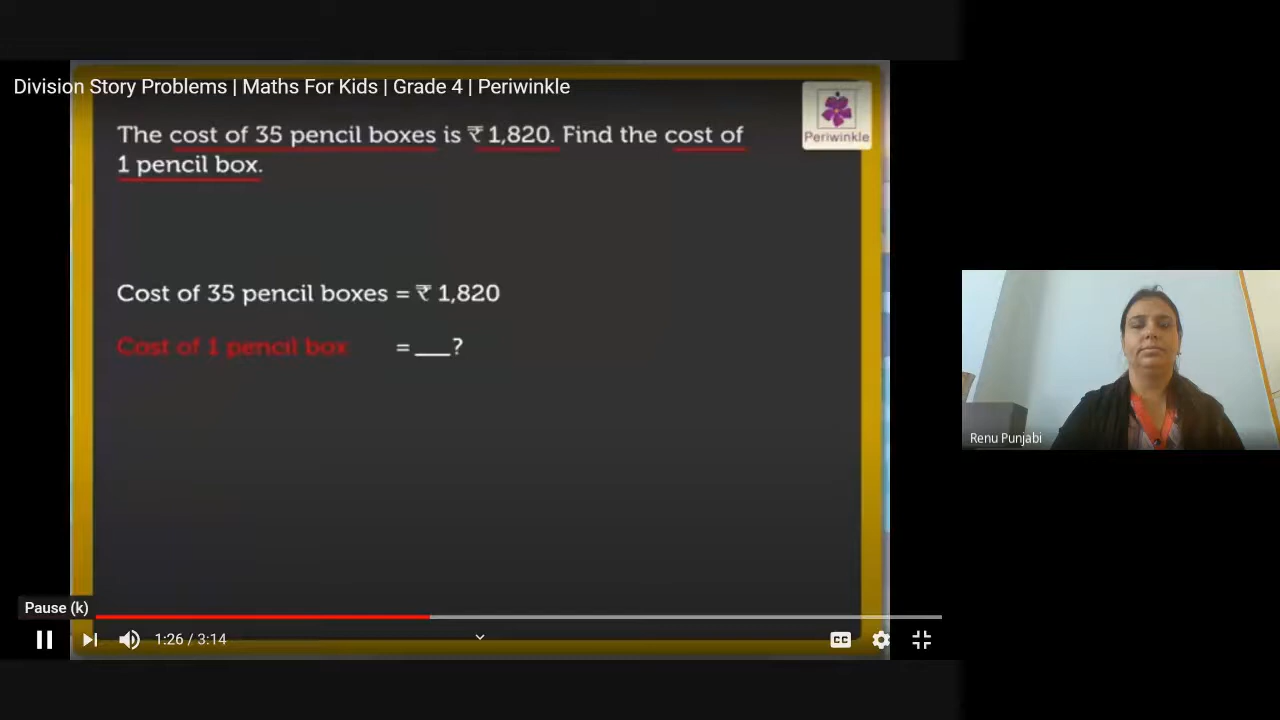 Division Story Problems | Maths For Kids | Grade 4 | Periwinkle
The cost of 35 pencil boxes is ₹ 1,820. Find the cost of
1 pencil box.
Periwinkle
Cost of 35 pencil boxes = ₹ 1,820
Cost of 1 pencil box = ___?
Renu Punjabi
Pause (k)
1:26 / 3:14
CC